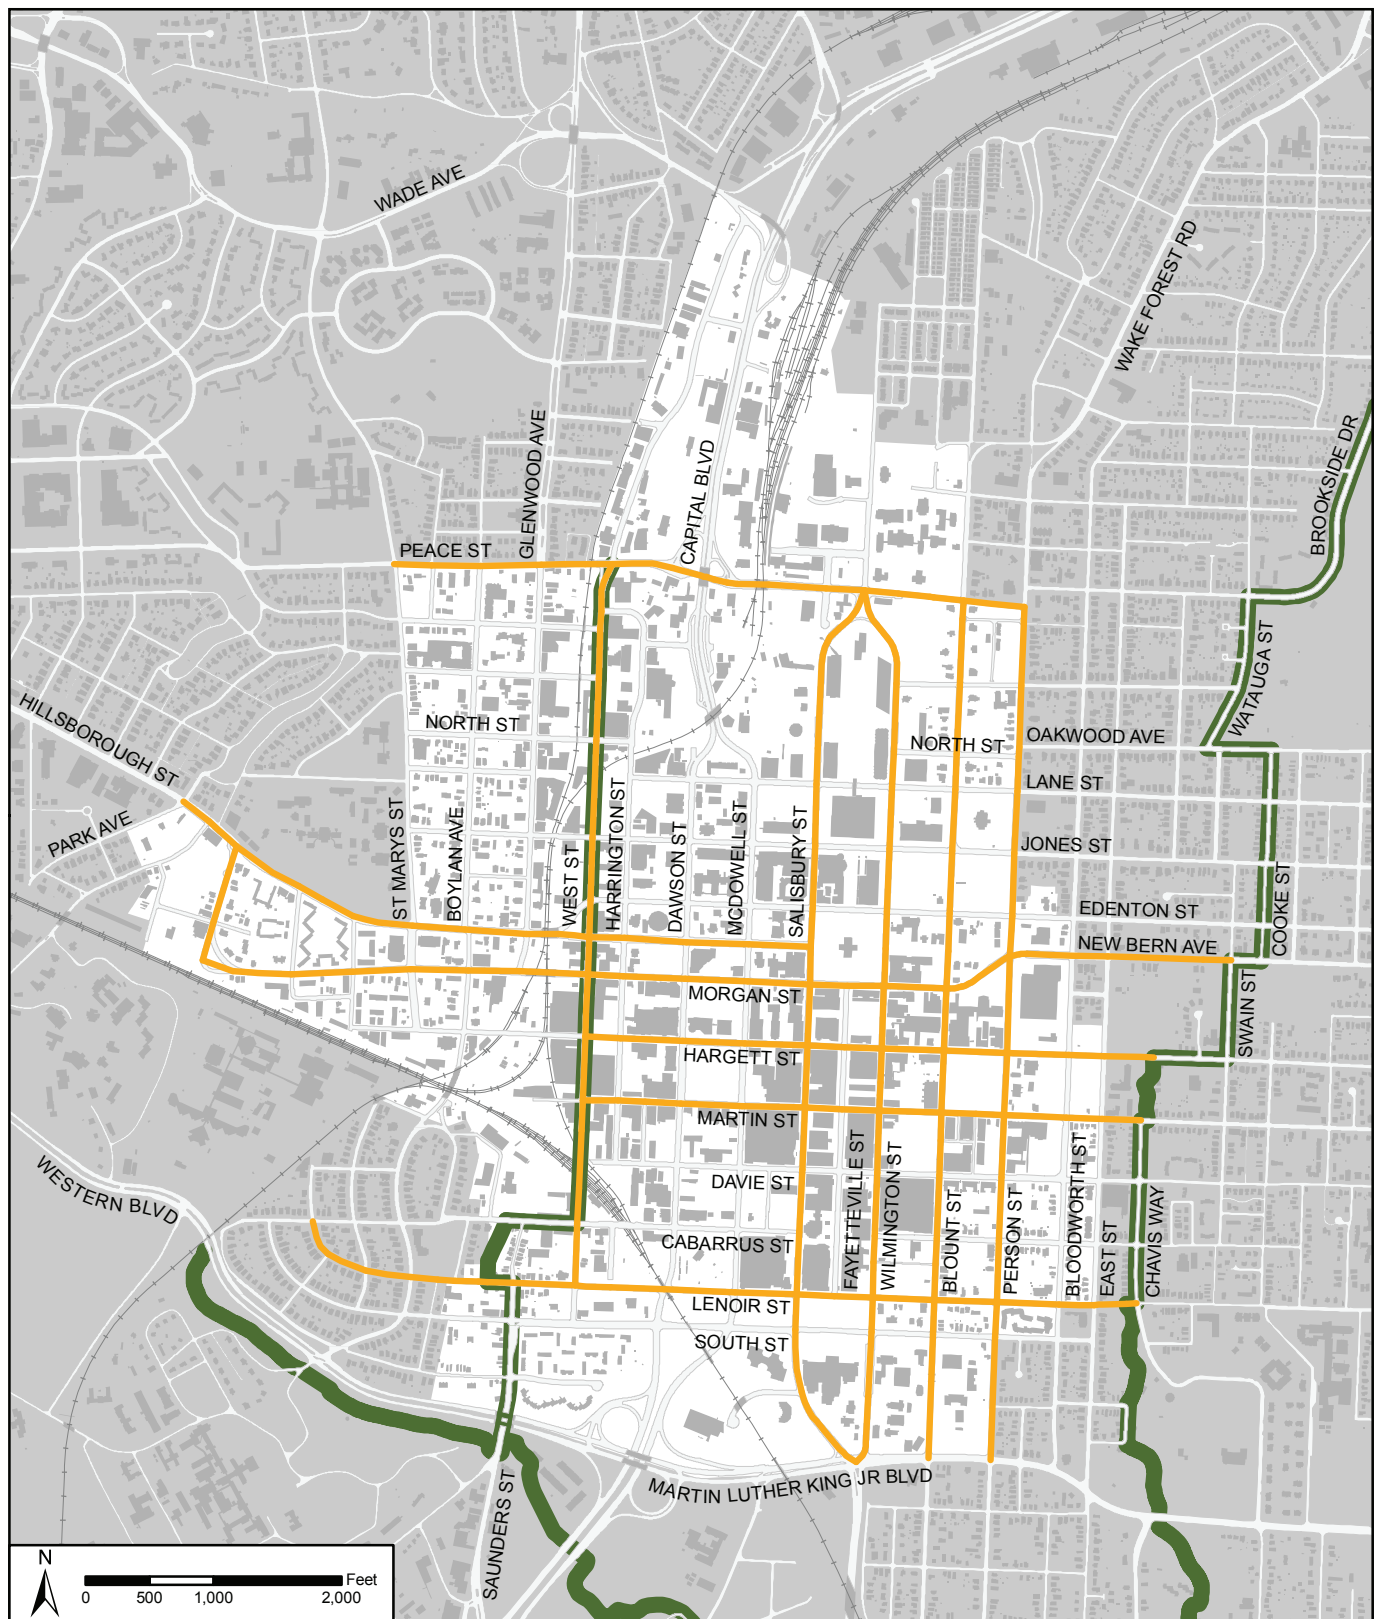 WADE AVE
WAKE FOREST RD
GLENWOOD AVE
CAPITAL BLVD
BROOKSIDE DR
PEACE ST
WATAUGA ST
HILLSBOROUGH ST
NORTH ST
NORTH ST
OAKWOOD AVE
LANE ST
PARK AVE
ST MARYS ST
BOYLAN AVE
WEST ST
HARRINGTON ST
DAWSON ST
MCDOWELL ST
SALISBURY ST
JONES ST
EDENTON ST
COOKE ST
NEW BERN AVE
MORGAN ST
SWAIN ST
HARGETT ST
MARTIN ST
WESTERN BLVD
DAVIE ST
FAYETTEVILLE ST
WILMINGTON ST
BLOUNT ST
PERSON ST
BLOODWORTH ST
EAST ST
CHAVIS WAY
CABARRUS ST
LENOIR ST
SOUTH ST
MARTIN LUTHER KING JR BLVD
SAUNDERS ST
N
Feet
0 500 1,000 2,000